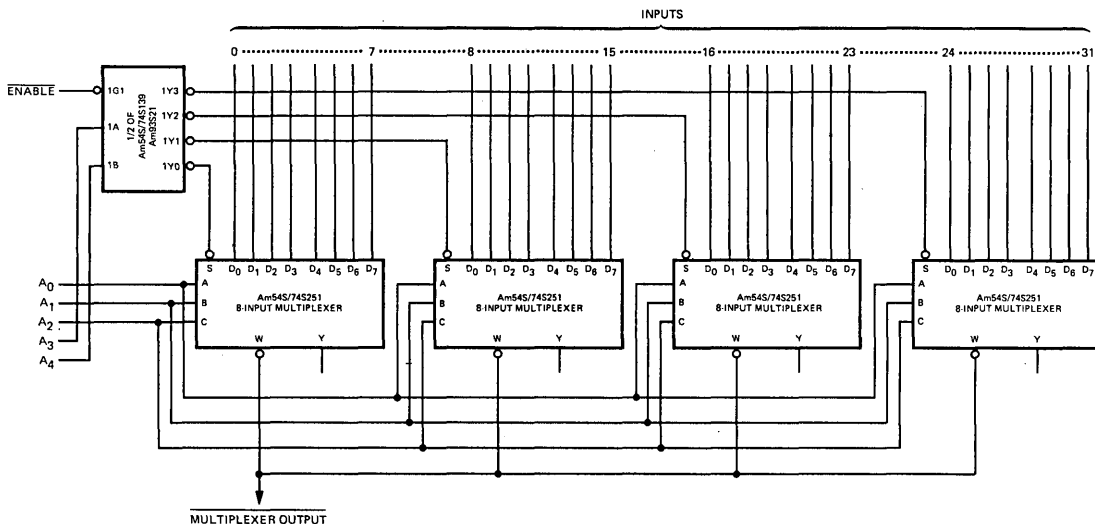 INPUTS
0 7 8 15 16 23 24 31
ENABLE
1G1 1Y3
1A 1Y2
1Y1
1B 1Y0
1/2 OF
Am54S/74S139
Am93S21
S D0 D1 D2 D3 D4 D5 D6 D7
A
B
C
Am54S/74S251
8-INPUT MULTIPLEXER
W Y
S D0 D1 D2 D3 D4 D5 D6 D7
A
B
C
Am54S/74S251
8-INPUT MULTIPLEXER
W Y
S D0 D1 D2 D3 D4 D5 D6 D7
A
B
C
Am54S/74S251
8-INPUT MULTIPLEXER
W Y
S D0 D1 D2 D3 D4 D5 D6 D7
A
B
C
Am54S/74S251
8-INPUT MULTIPLEXER
W Y
A0
A1
A2
A3
A4
MULTIPLEXER OUTPUT